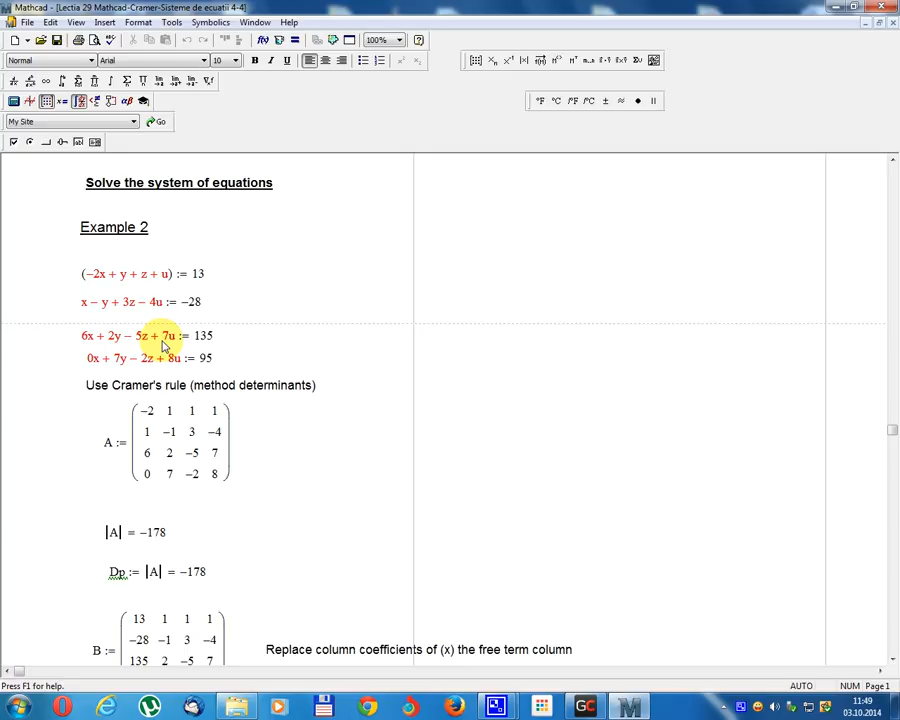 Mathcad - [Lectia 29 Mathcad-Cramer-Sisteme de ecuatii 4-4]
File Edit View Insert Format Tools Symbolics Window Help
100%
Normal Arial 10 B I U
°F °C /°F /°C ± ≈ ● ||
My Site Go
Solve the system of equations
Example 2
(−2x + y + z + u) := 13
x − y + 3z − 4u := −28
6x + 2y − 5z + 7u := 135
0x + 7y − 2z + 8u := 95
Use Cramer's rule (method determinants)
A :=
−2 1 1 1
1 −1 3 −4
6 2 −5 7
0 7 −2 8
|A| = −178
Dp := |A| = −178
B :=
13 1 1 1
−28 −1 3 −4
135 2 −5 7
Replace column coefficients of (x) the free term column
Press F1 for help. AUTO NUM Page 1
11:49
03.10.2014